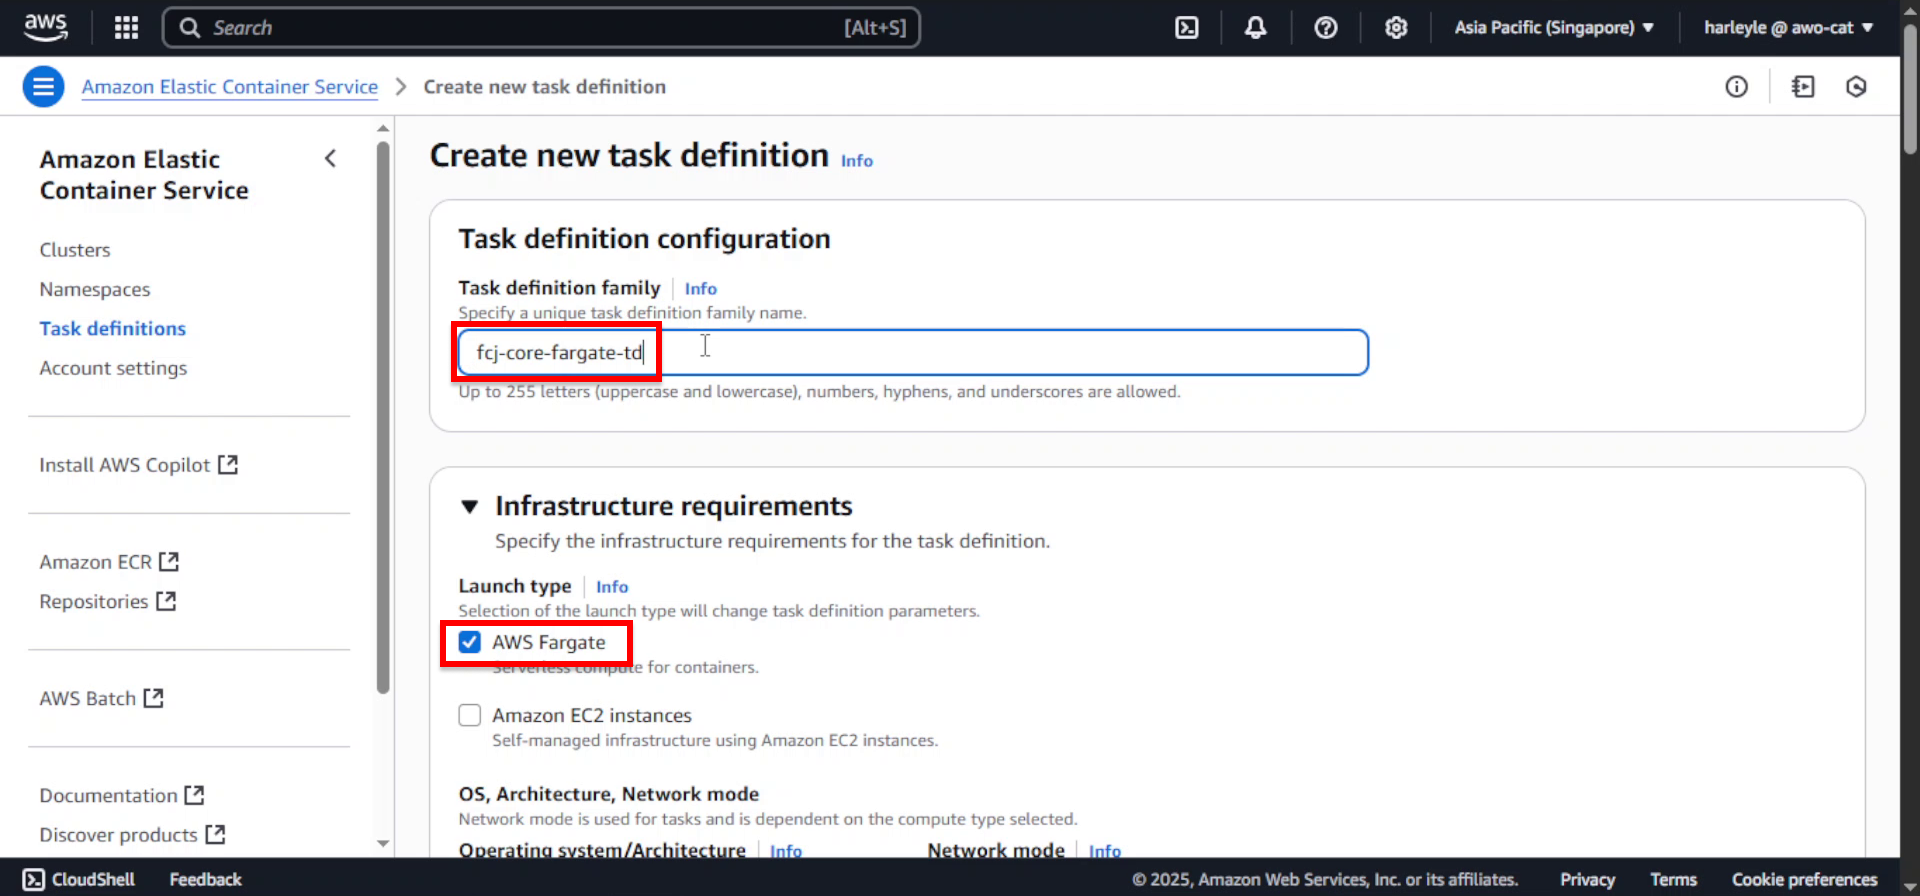 aws
Search
[Alt+S]
Asia Pacific (Singapore)
harleyle @ awo-cat
Amazon Elastic Container Service
Create new task definition
Amazon Elastic
Container Service
Clusters
Namespaces
Task definitions
Account settings
Install AWS Copilot
Amazon ECR
Repositories
AWS Batch
Documentation
Discover products
Create new task definition Info
Task definition configuration
Task definition family Info
Specify a unique task definition family name.
fcj-core-fargate-td
Up to 255 letters (uppercase and lowercase), numbers, hyphens, and underscores are allowed.
Infrastructure requirements
Specify the infrastructure requirements for the task definition.
Launch type Info
Selection of the launch type will change task definition parameters.
AWS Fargate
Serverless compute for containers.
Amazon EC2 instances
Self-managed infrastructure using Amazon EC2 instances.
OS, Architecture, Network mode
Network mode is used for tasks and is dependent on the compute type selected.
Operating system/Architecture Info
Network mode Info
CloudShell
Feedback
© 2025, Amazon Web Services, Inc. or its affiliates.
Privacy
Terms
Cookie preferences